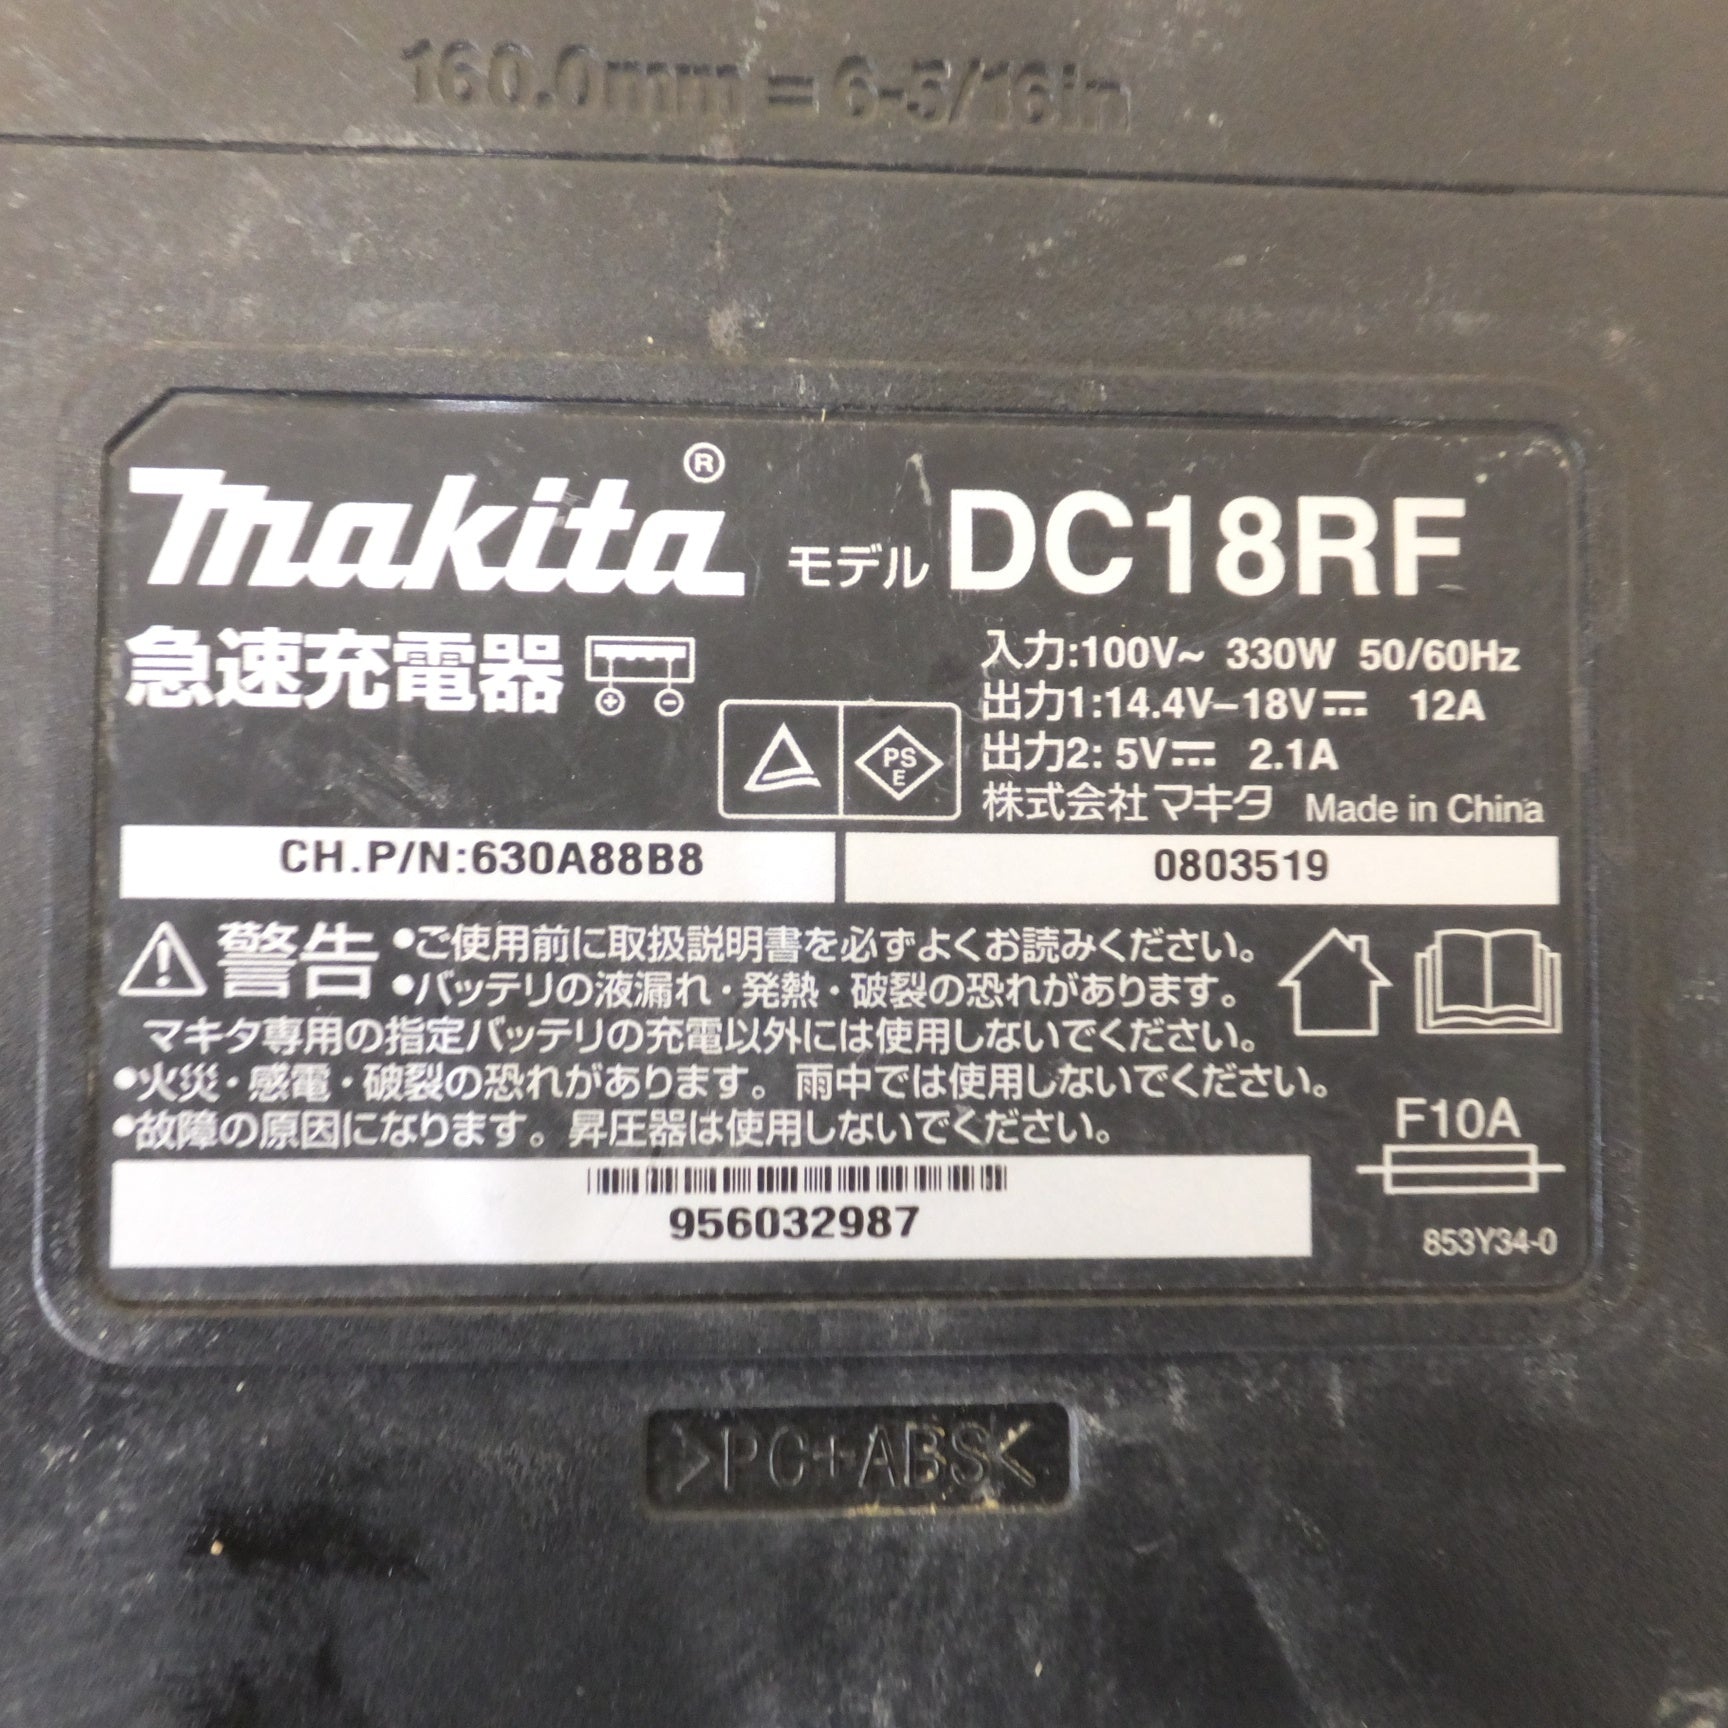 160.0mm = 6-5/16in
makita® モデル DC18RF
急速充電器
入力:100V~ 330W 50/60Hz
出力1:14.4V–18V⎓ 12A
出力2: 5V⎓ 2.1A
PS
E
株式会社マキタ Made in China
CH.P/N:630A88B8
0803519
警告 •ご使用前に取扱説明書を必ずよくお読みください。
•バッテリの液漏れ・発熱・破裂の恐れがあります。
マキタ専用の指定バッテリの充電以外には使用しないでください。
•火災・感電・破裂の恐れがあります。雨中では使用しないでください。
•故障の原因になります。昇圧器は使用しないでください。
F10A
956032987
853Y34-0
>PC+ABS<